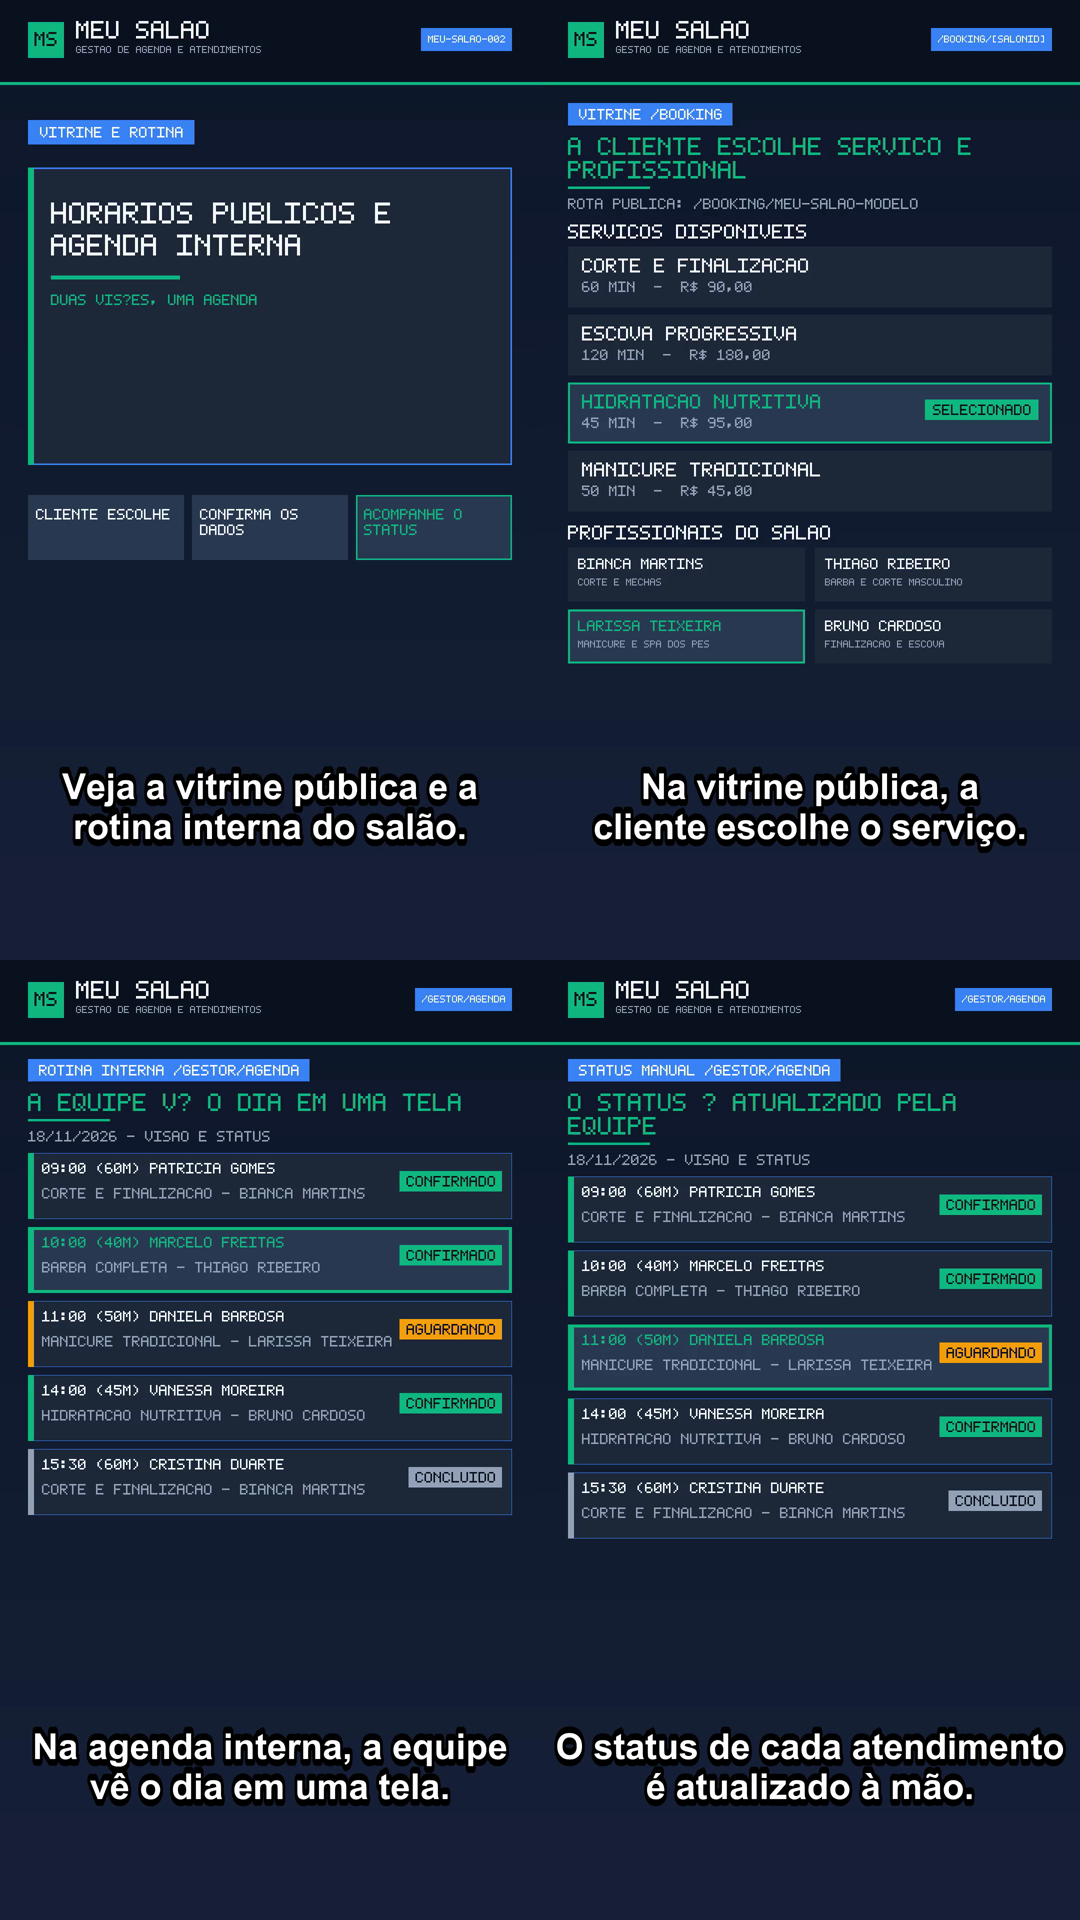 MS
MEU SALAO
GESTAO DE AGENDA E ATENDIMENTOS
MEU-SALAO-002
VITRINE E ROTINA
HORARIOS PUBLICOS E
AGENDA INTERNA
DUAS VIS?ES, UMA AGENDA
CLIENTE ESCOLHE
CONFIRMA OS
DADOS
ACOMPANHE O
STATUS
Veja a vitrine pública e a
rotina interna do salão.
MS
MEU SALAO
GESTAO DE AGENDA E ATENDIMENTOS
/BOOKING/[SALONID]
VITRINE /BOOKING
A CLIENTE ESCOLHE SERVICO E
PROFISSIONAL
ROTA PUBLICA: /BOOKING/MEU-SALAO-MODELO
SERVICOS DISPONIVEIS
CORTE E FINALIZACAO
60 MIN - R$ 90,00
ESCOVA PROGRESSIVA
120 MIN - R$ 180,00
HIDRATACAO NUTRITIVA
45 MIN - R$ 95,00
SELECIONADO
MANICURE TRADICIONAL
50 MIN - R$ 45,00
PROFISSIONAIS DO SALAO
BIANCA MARTINS
CORTE E MECHAS
THIAGO RIBEIRO
BARBA E CORTE MASCULINO
LARISSA TEIXEIRA
MANICURE E SPA DOS PES
BRUNO CARDOSO
FINALIZACAO E ESCOVA
Na vitrine pública, a
cliente escolhe o serviço.
MS
MEU SALAO
GESTAO DE AGENDA E ATENDIMENTOS
/GESTOR/AGENDA
ROTINA INTERNA /GESTOR/AGENDA
A EQUIPE V? O DIA EM UMA TELA
18/11/2026 - VISAO E STATUS
09:00 (60M) PATRICIA GOMES
CORTE E FINALIZACAO - BIANCA MARTINS
CONFIRMADO
10:00 (40M) MARCELO FREITAS
BARBA COMPLETA - THIAGO RIBEIRO
CONFIRMADO
11:00 (50M) DANIELA BARBOSA
MANICURE TRADICIONAL - LARISSA TEIXEIRA
AGUARDANDO
14:00 (45M) VANESSA MOREIRA
HIDRATACAO NUTRITIVA - BRUNO CARDOSO
CONFIRMADO
15:30 (60M) CRISTINA DUARTE
CORTE E FINALIZACAO - BIANCA MARTINS
CONCLUIDO
Na agenda interna, a equipe
vê o dia em uma tela.
MS
MEU SALAO
GESTAO DE AGENDA E ATENDIMENTOS
/GESTOR/AGENDA
STATUS MANUAL /GESTOR/AGENDA
O STATUS ? ATUALIZADO PELA
EQUIPE
18/11/2026 - VISAO E STATUS
09:00 (60M) PATRICIA GOMES
CORTE E FINALIZACAO - BIANCA MARTINS
CONFIRMADO
10:00 (40M) MARCELO FREITAS
BARBA COMPLETA - THIAGO RIBEIRO
CONFIRMADO
11:00 (50M) DANIELA BARBOSA
MANICURE TRADICIONAL - LARISSA TEIXEIRA
AGUARDANDO
14:00 (45M) VANESSA MOREIRA
HIDRATACAO NUTRITIVA - BRUNO CARDOSO
CONFIRMADO
15:30 (60M) CRISTINA DUARTE
CORTE E FINALIZACAO - BIANCA MARTINS
CONCLUIDO
O status de cada atendimento
é atualizado à mão.